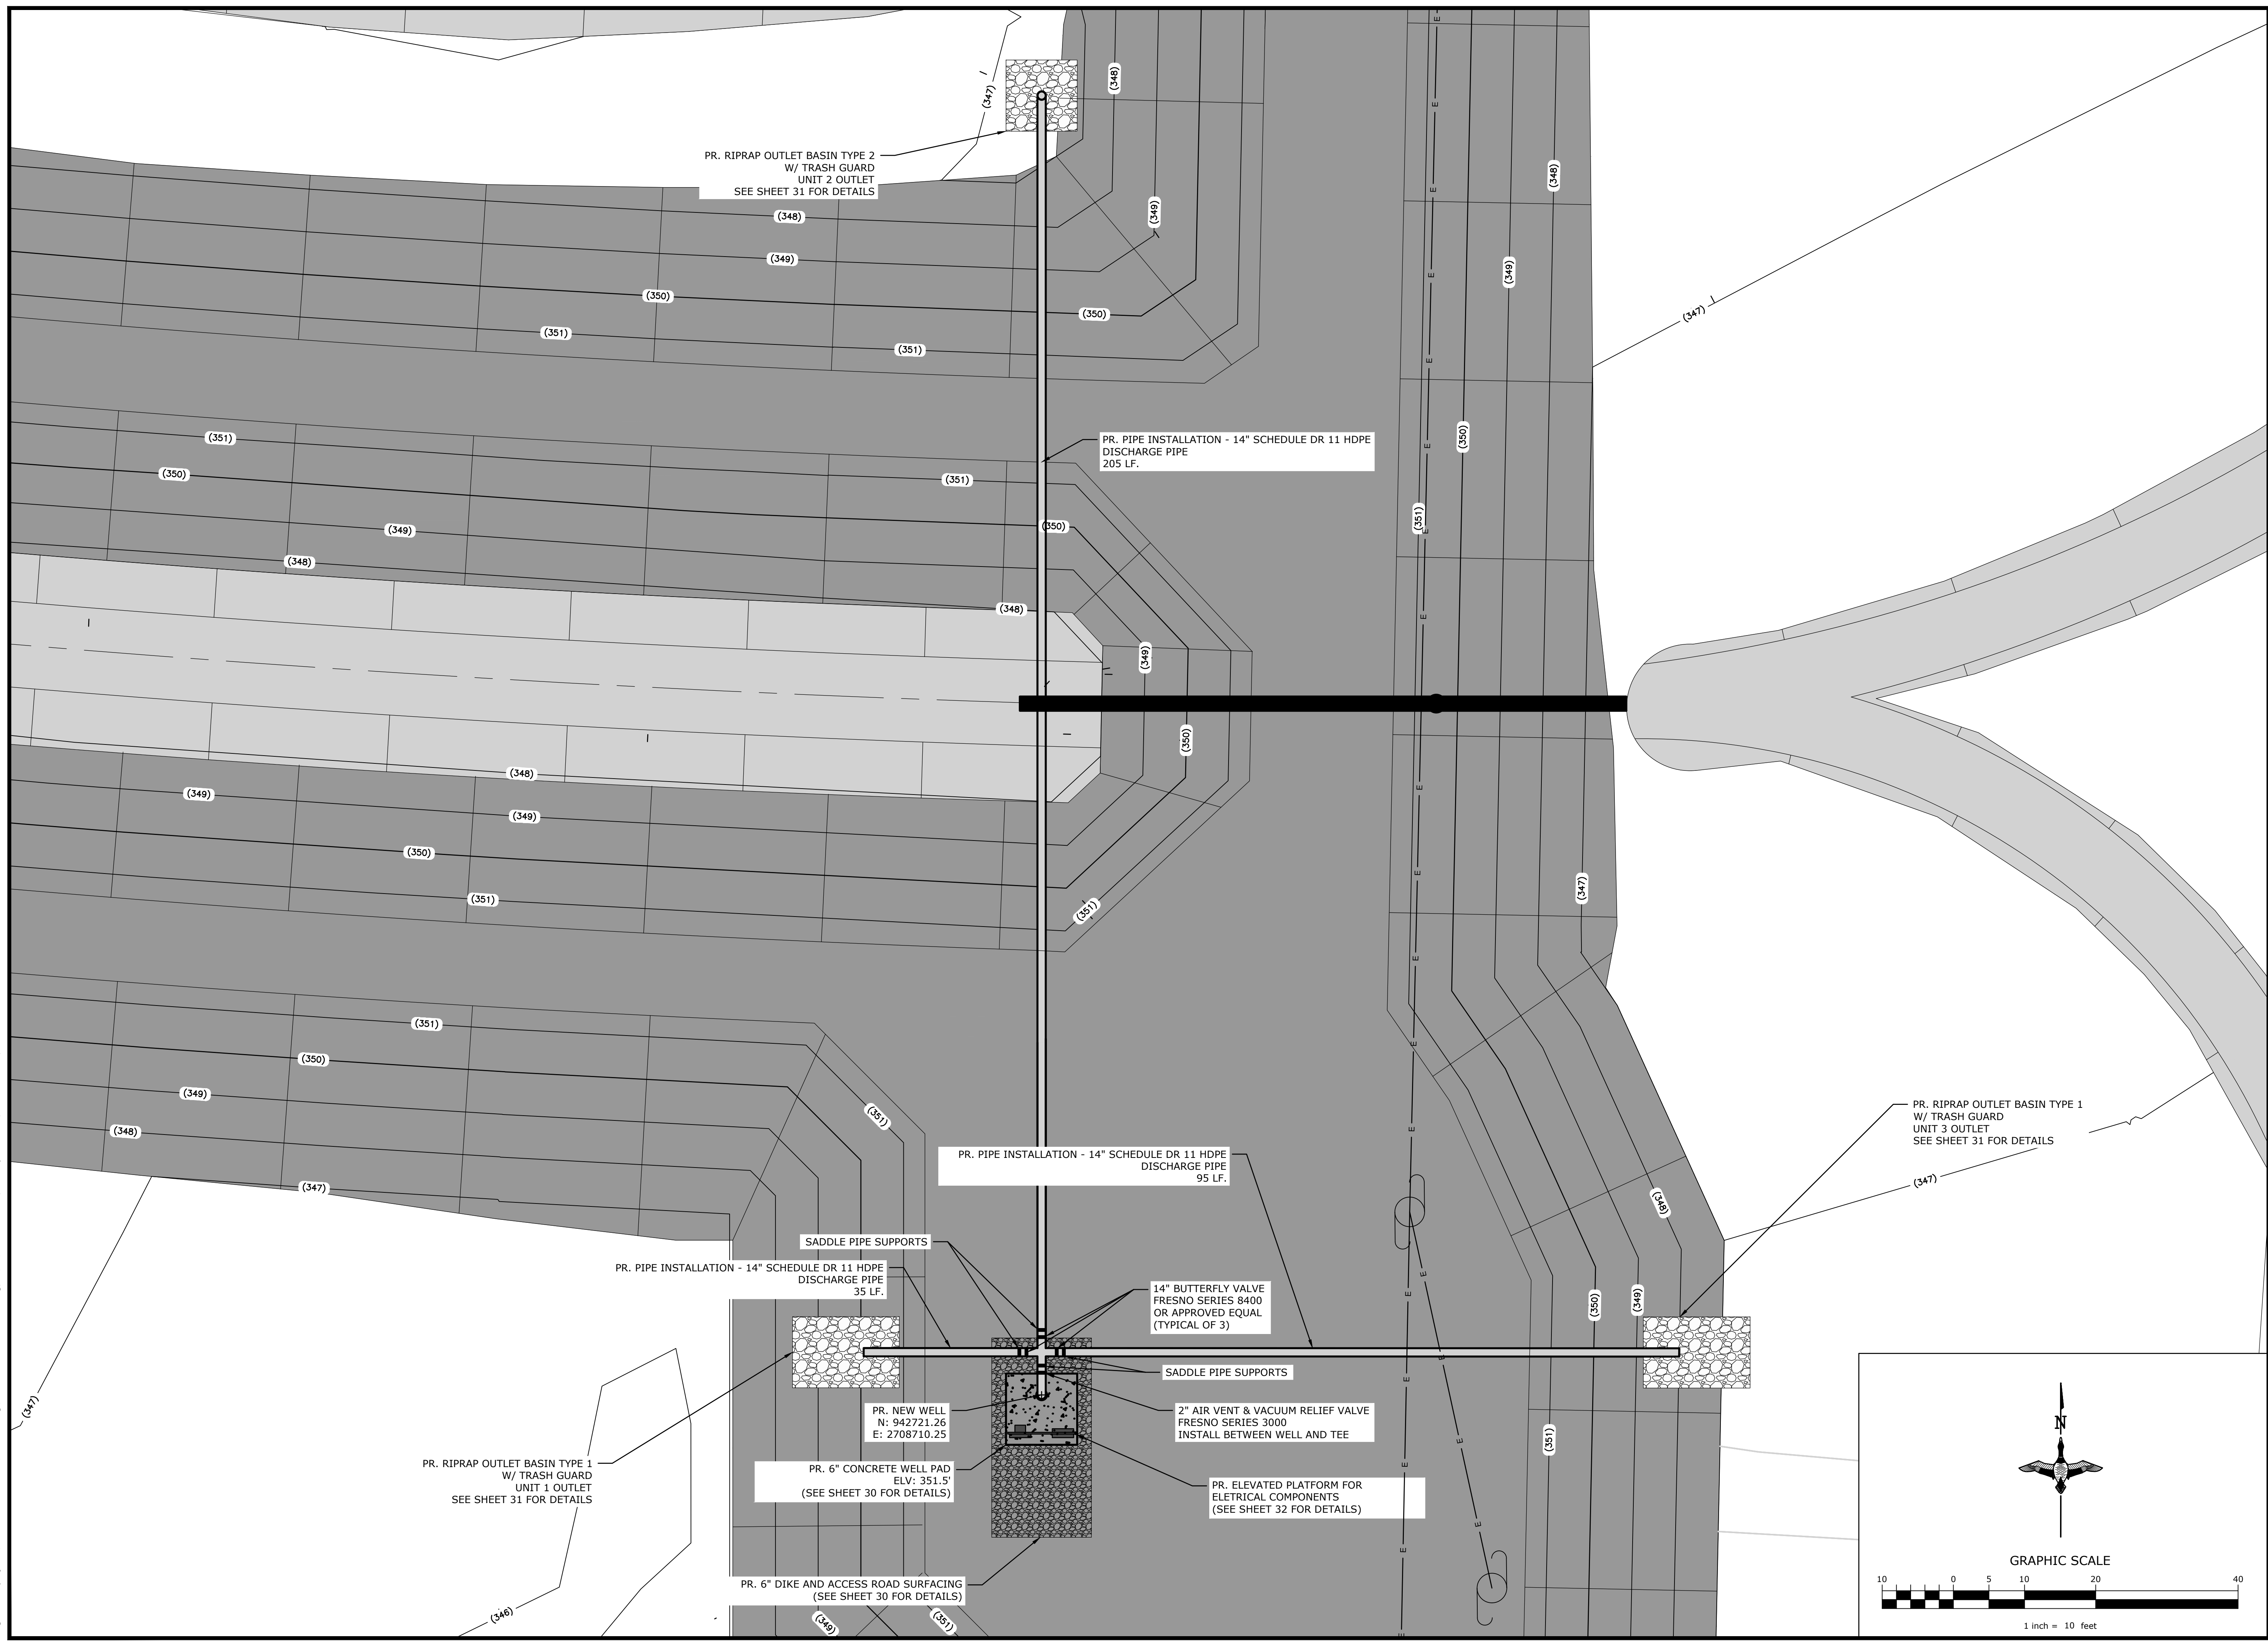 (348)
(347)
PR. RIPRAP OUTLET BASIN TYPE 2
W/ TRASH GUARD
UNIT 2 OUTLET
SEE SHEET 31 FOR DETAILS
(348)
(348)
(349)
(349)
(349)
(350)
(350)
(351)
(351)
(347)
PR. PIPE INSTALLATION - 14" SCHEDULE DR 11 HDPE
DISCHARGE PIPE
205 LF.
(351)
(350)
(351)
(350)
(349)
(350)
(351)
(348)
(348)
(349)
(350)
(348)
(349)
(349)
(350)
(351)
(351)
(347)
(351)
(350)
(349)
(348)
(347)
(351)
PR. RIPRAP OUTLET BASIN TYPE 1
W/ TRASH GUARD
UNIT 3 OUTLET
SEE SHEET 31 FOR DETAILS
(347)
(348)
PR. PIPE INSTALLATION - 14" SCHEDULE DR 11 HDPE
DISCHARGE PIPE
95 LF.
SADDLE PIPE SUPPORTS
PR. PIPE INSTALLATION - 14" SCHEDULE DR 11 HDPE
DISCHARGE PIPE
35 LF.
14" BUTTERFLY VALVE
FRESNO SERIES 8400
OR APPROVED EQUAL
(TYPICAL OF 3)
(350)
(349)
SADDLE PIPE SUPPORTS
(347)
PR. NEW WELL
N: 942721.26
E: 2708710.25
2" AIR VENT & VACUUM RELIEF VALVE
FRESNO SERIES 3000
INSTALL BETWEEN WELL AND TEE
(351)
PR. RIPRAP OUTLET BASIN TYPE 1
W/ TRASH GUARD
UNIT 1 OUTLET
SEE SHEET 31 FOR DETAILS
PR. 6" CONCRETE WELL PAD
ELV: 351.5'
(SEE SHEET 30 FOR DETAILS)
PR. ELEVATED PLATFORM FOR
ELETRICAL COMPONENTS
(SEE SHEET 32 FOR DETAILS)
PR. 6" DIKE AND ACCESS ROAD SURFACING
(SEE SHEET 30 FOR DETAILS)
(346)
(349)
(351)
E E E E E E E E E E E E E E E E E E E
E E E E
N
GRAPHIC SCALE
10 0 5 10 20 40
1 inch = 10 feet